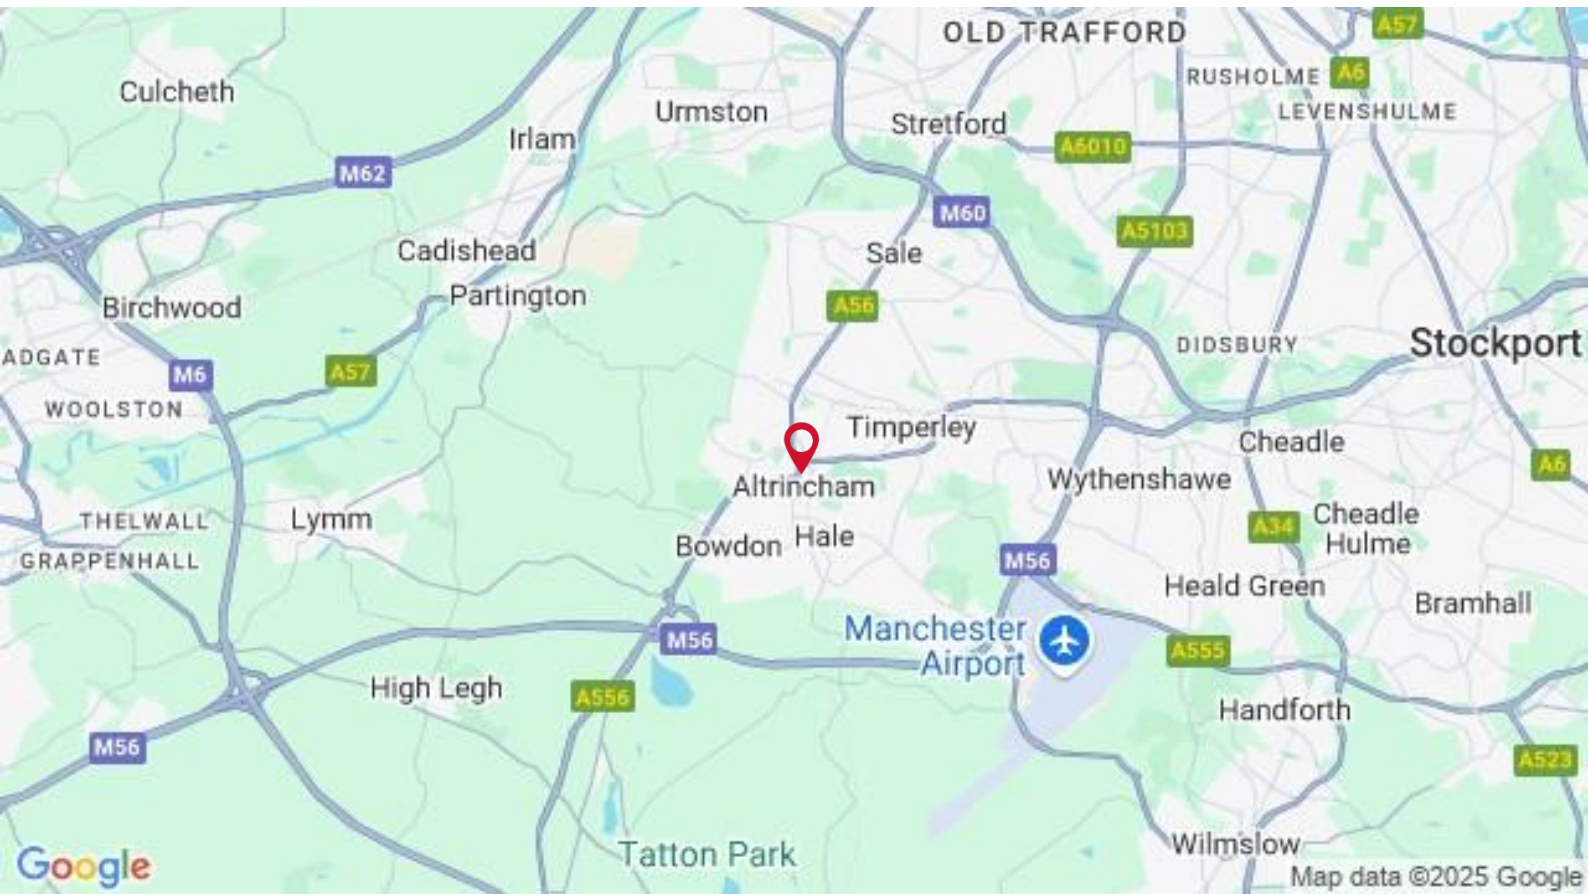 OLD TRAFFORD
A57
RUSHOLME
A6
Culcheth
LEVENSHULME
Urmston
Stretford
Irlam
A6010
M62
M60
A5103
Cadishead
Sale
Partington
Birchwood
A56
ADGATE
DIDSBURY
Stockport
M6
A57
WOOLSTON
Timperley
Cheadle
A6
Altrincham
Wythenshawe
THELWALL
Lymm
Cheadle
Hulme
A34
Bowdon
Hale
GRAPPENHALL
M56
Heald Green
Bramhall
Manchester
Airport
M56
A555
High Legh
A556
Handforth
M56
A523
Wilmslow
Tatton Park
Google
Map data ©2025 Google